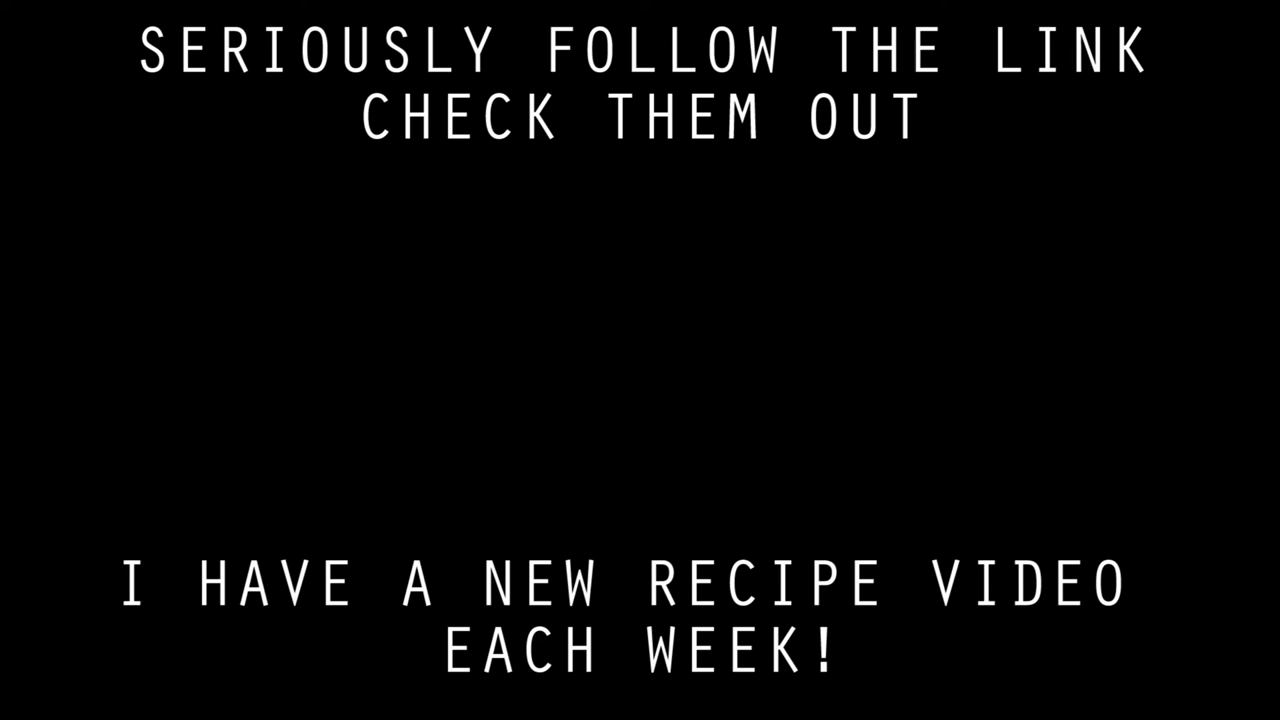 SERIOUSLY FOLLOW THE LINK
CHECK THEM OUT
I HAVE A NEW RECIPE VIDEO
EACH WEEK!